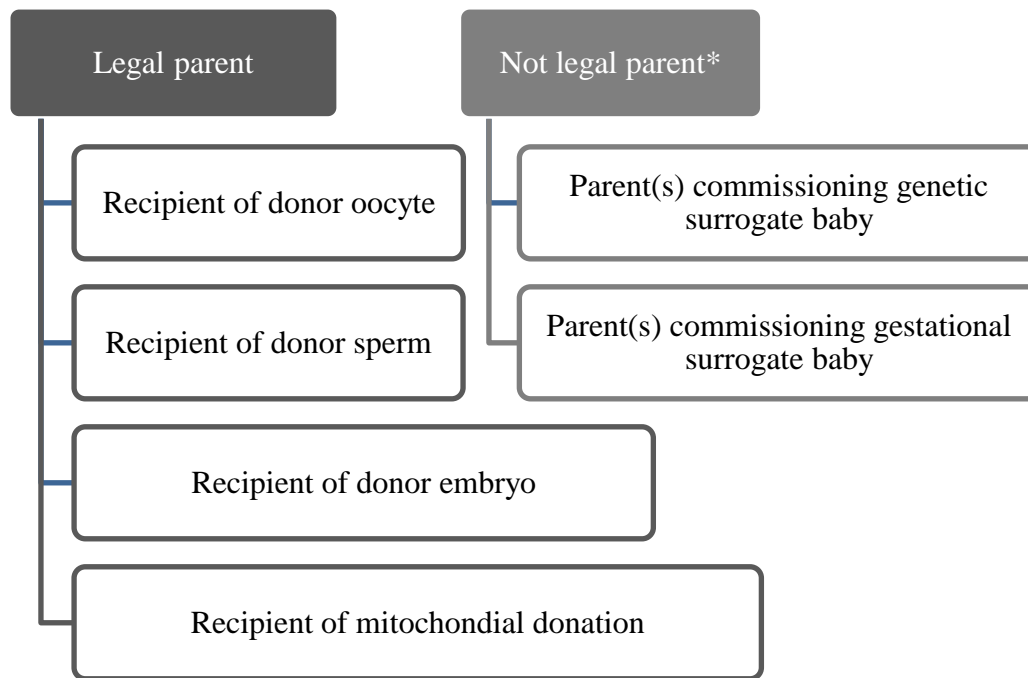 Legal parent
Recipient of donor oocyte
Recipient of donor sperm
Recipient of donor embryo
Recipient of mitochondrial donation
Not legal parent*
Parent(s) commissioning genetic
surrogate baby
Parent(s) commissioning gestational
surrogate baby